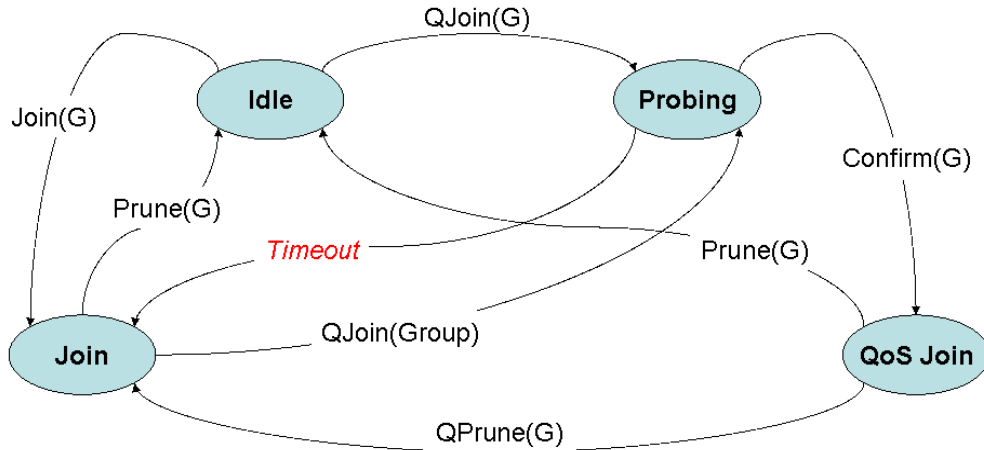 QJoin(G)
Idle
Probing
Join(G)
Confirm(G)
Prune(G)
Timeout
Prune(G)
QJoin(Group)
Join
QoS Join
QPrune(G)